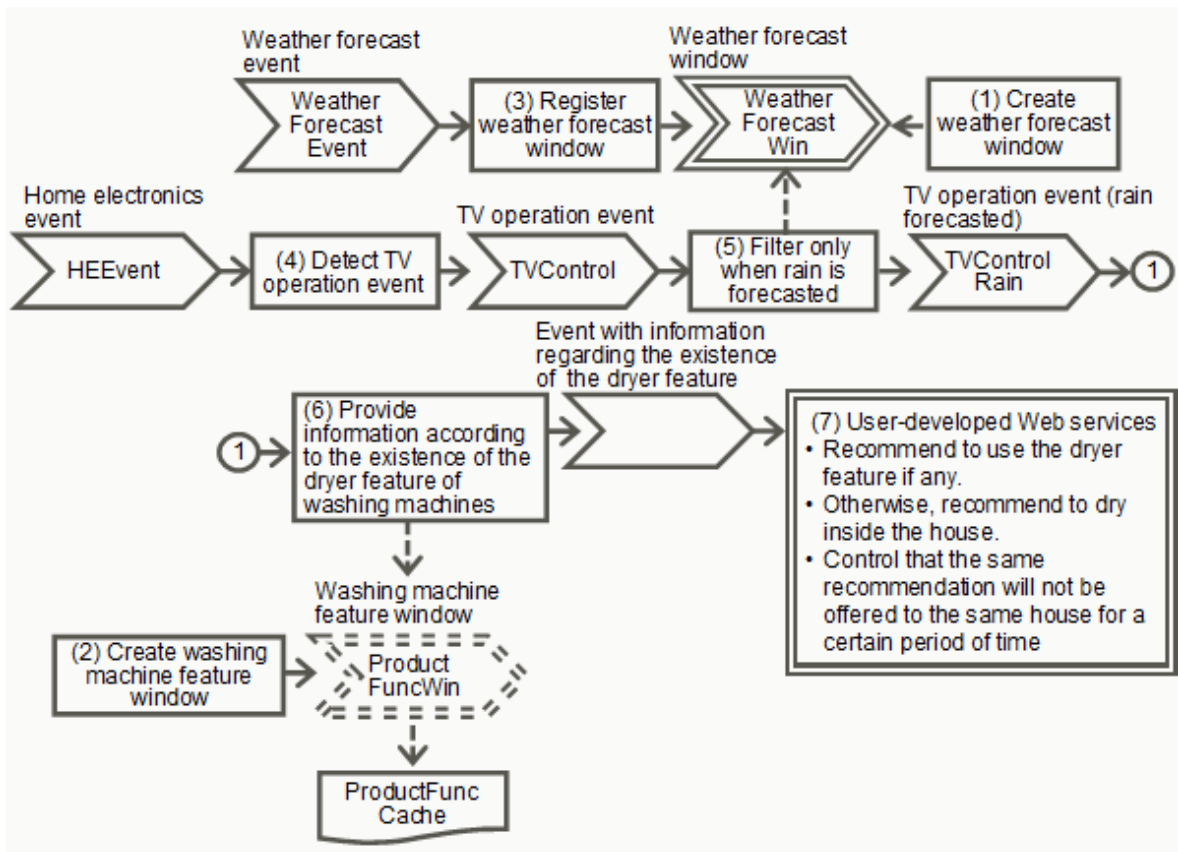 Weather forecast
event
Weather
Forecast
Event
(3) Register
weather forecast
window
Weather forecast
window
Weather
Forecast
Win
(1) Create
weather forecast
window
Home electronics
event
HEEvent
(4) Detect TV
operation event
TV operation event
TVControl
(5) Filter only
when rain is
forecasted
TV operation event (rain
forecasted)
TVControl
Rain
1
1
(6) Provide
information according
to the existence of the
dryer feature of
washing machines
Event with information
regarding the existence
of the dryer feature
(7) User-developed Web services
• Recommend to use the dryer
feature if any.
• Otherwise, recommend to dry
inside the house.
• Control that the same
recommendation will not be
offered to the same house for a
certain period of time
Washing machine
feature window
(2) Create washing
machine feature
window
Product
FuncWin
ProductFunc
Cache